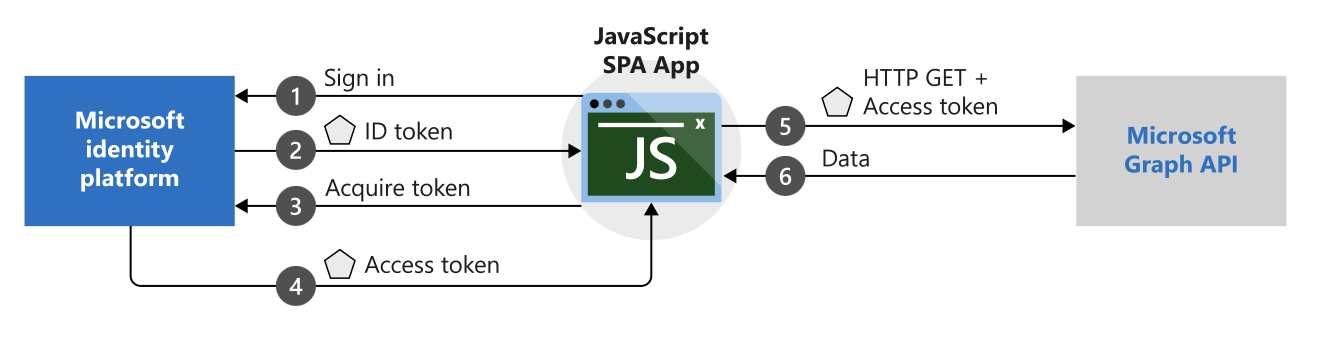 JavaScript
SPA App
Microsoft
identity
platform
1
Sign in
2
ID token
3
Acquire token
4
Access token
x
JS
5
HTTP GET +
Access token
6
Data
Microsoft
Graph API